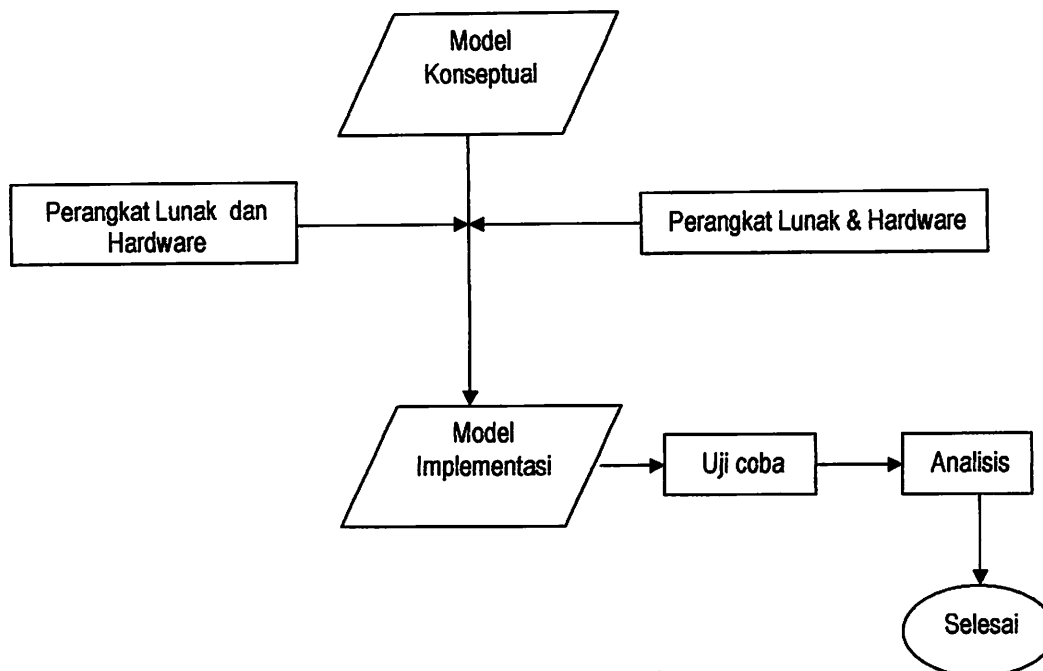 Model
Konseptual
Perangkat Lunak dan
Hardware
Perangkat Lunak & Hardware
Model
Implementasi
Uji coba
Analisis
Selesai